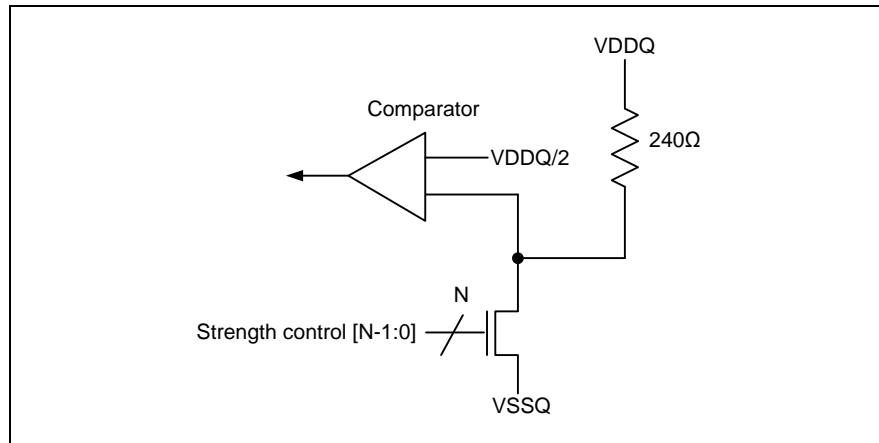 VDDQ
Comparator
240Ω
VDDQ/2
N
Strength control [N-1:0]
VSSQ